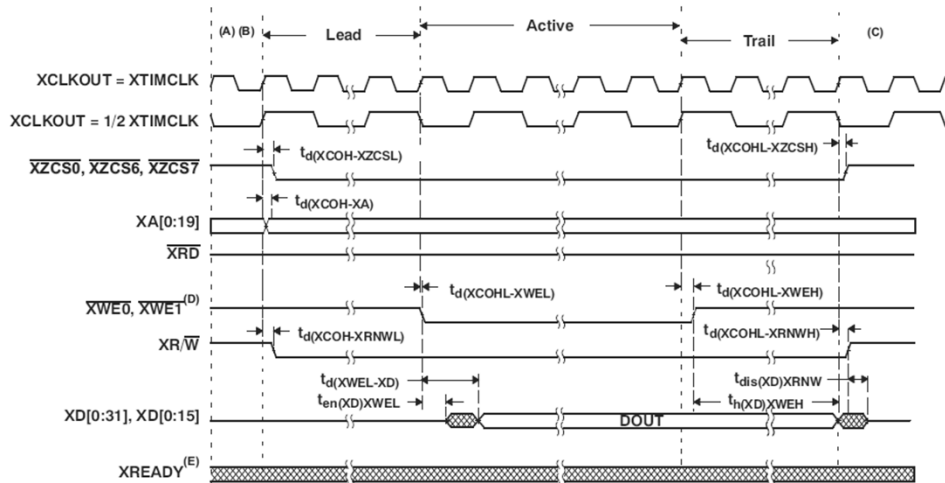 (A) (B) Lead Active Trail (C)
XCLKOUT = XTIMCLK
XCLKOUT = 1/2 XTIMCLK
td(XCOH-XZCSL) td(XCOHL-XZCSH)
XZCS0, XZCS6, XZCS7
td(XCOH-XA)
XA[0:19]
XRD
td(XCOHL-XWEL) td(XCOHL-XWEH)
XWE0, XWE1(D)
td(XCOH-XRNWL) td(XCOHL-XRNWH)
XR/W
td(XWEL-XD) tdis(XD)XRNW
ten(XD)XWEL th(XD)XWEH
XD[0:31], XD[0:15] DOUT
XREADY(E)